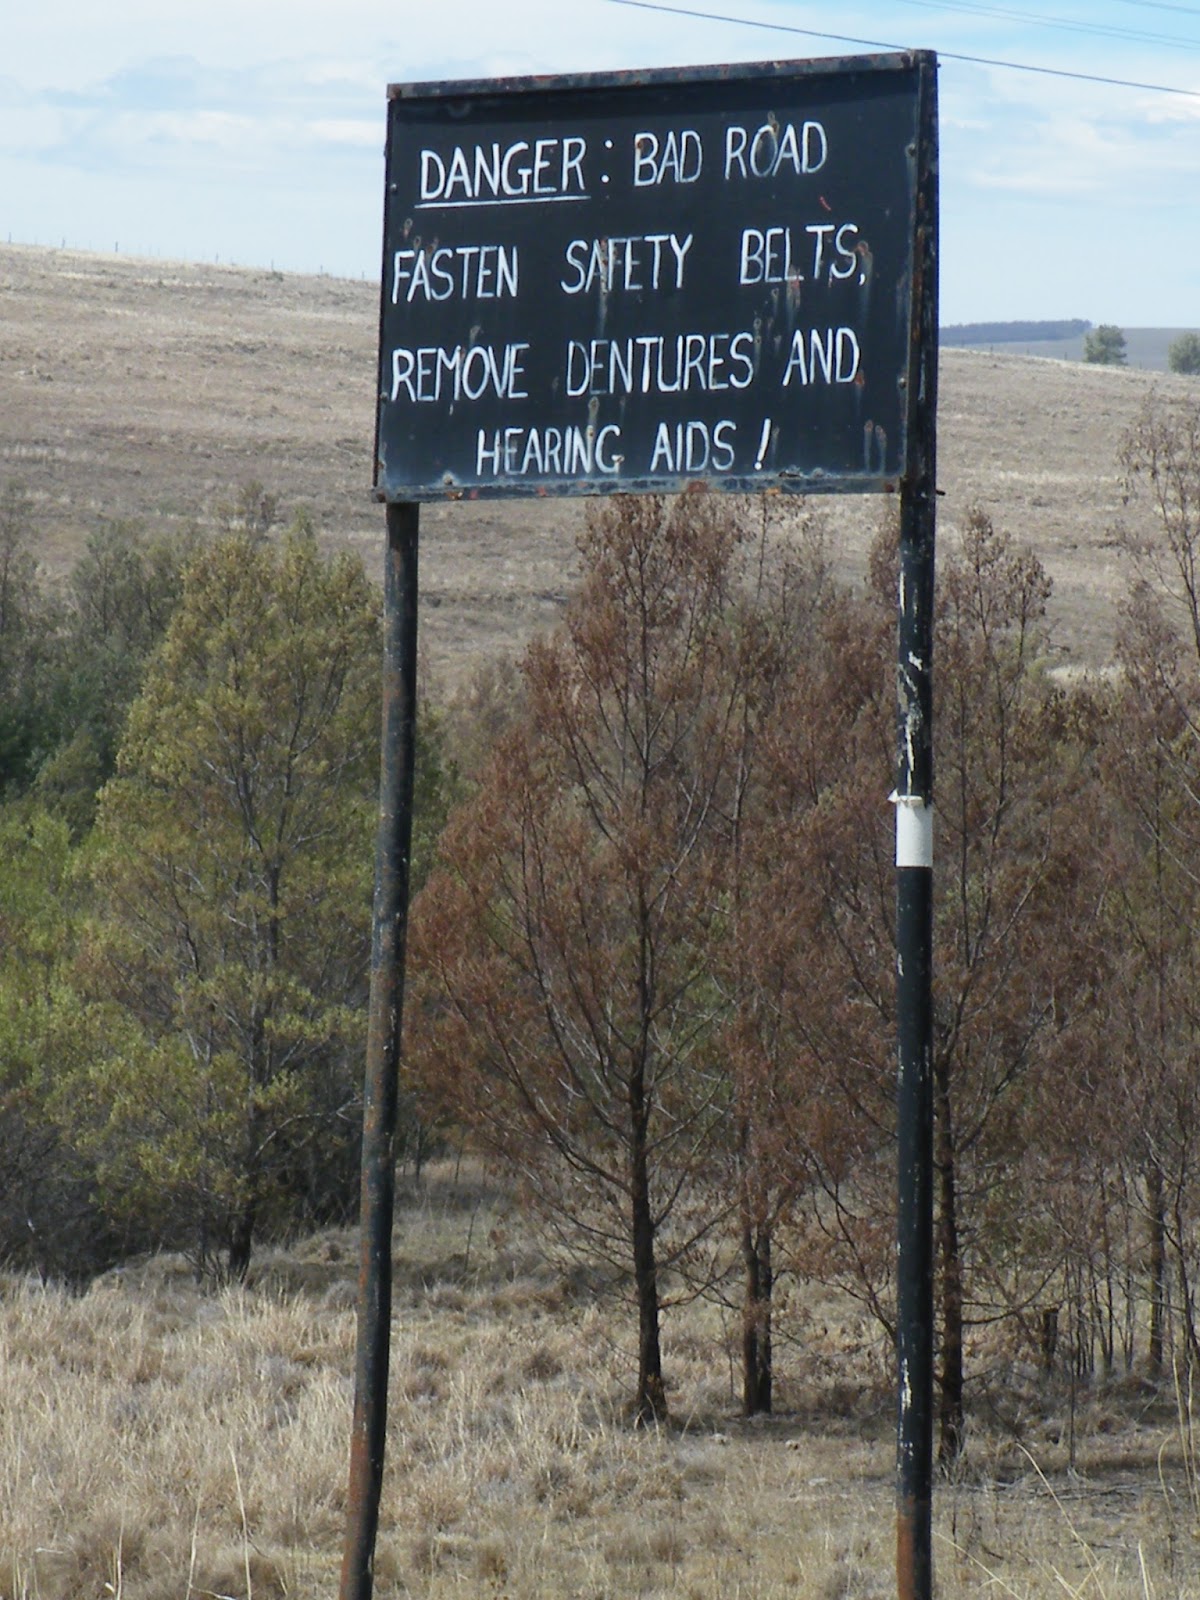 DANGER : BAD ROAD
FASTEN SAFETY BELTS,
REMOVE DENTURES AND
HEARING AIDS !